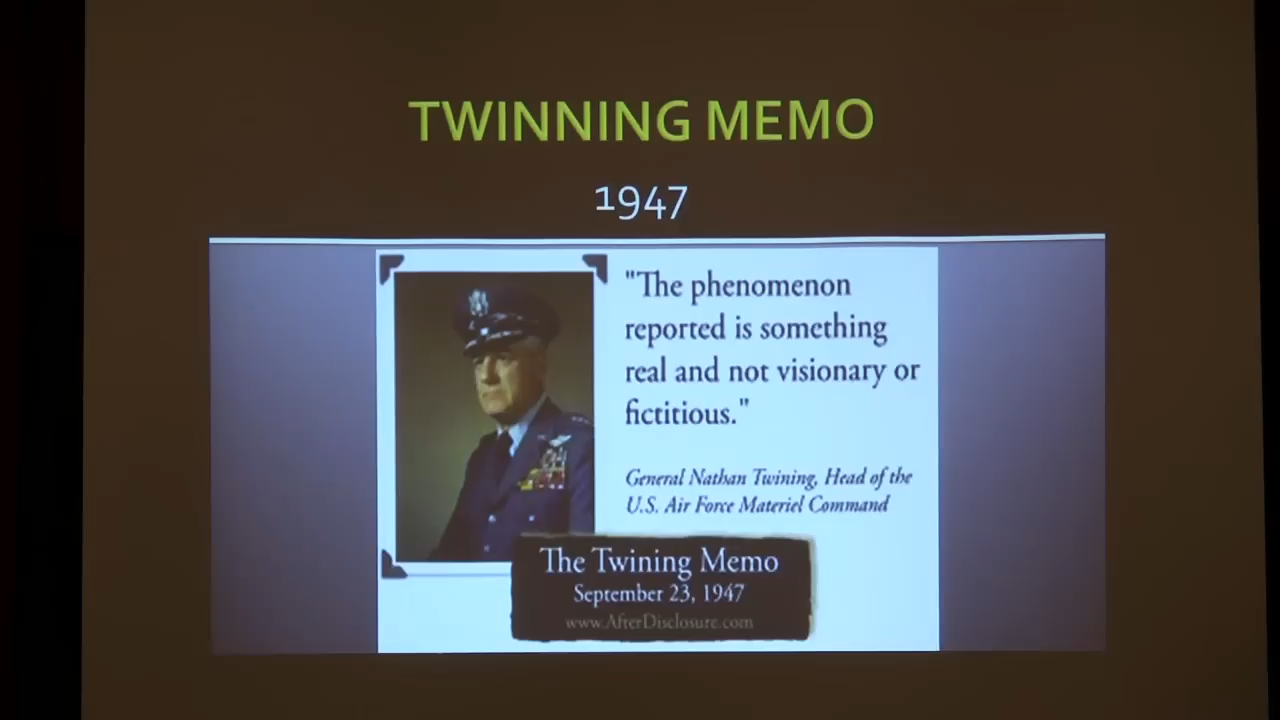 TWINNING MEMO
1947
"The phenomenon
reported is something
real and not visionary or
fictitious."
General Nathan Twining, Head of the
U.S. Air Force Materiel Command
The Twining Memo
September 23, 1947
www.AfterDisclosure.com